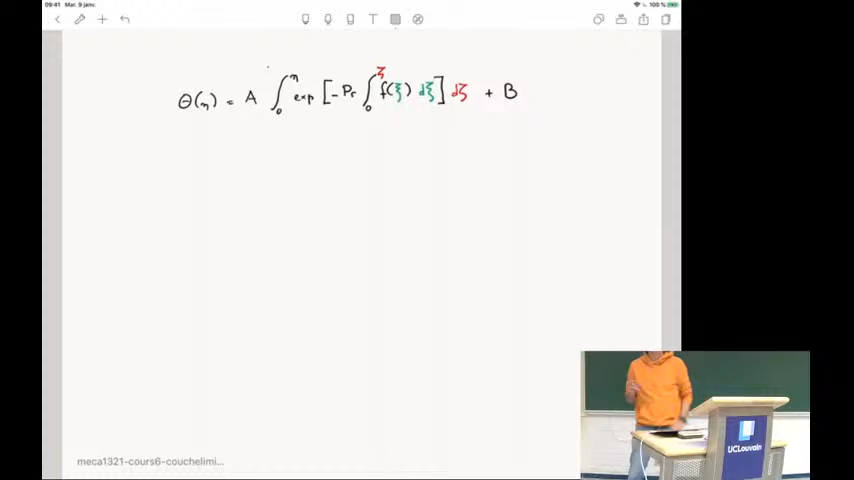 09:41 Mar. 9 janv.
100 %
T
Θ(η) = A ∫₀^η exp [ - Pr ∫₀^ζ f(ξ) dξ ] dζ + B
UCLouvain
meca1321-cours6-couchelimi...